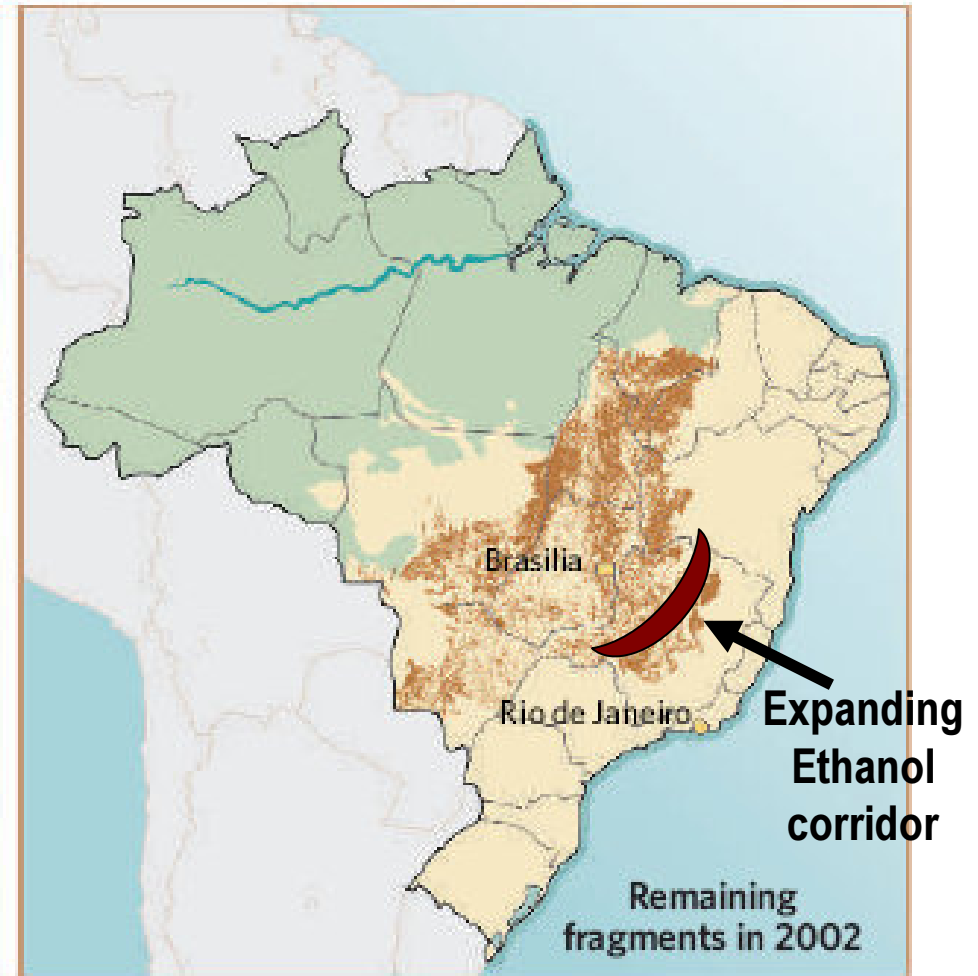 Brasilia
Rio de Janeiro
Expanding
Ethanol
corridor
Remaining
fragments in 2002